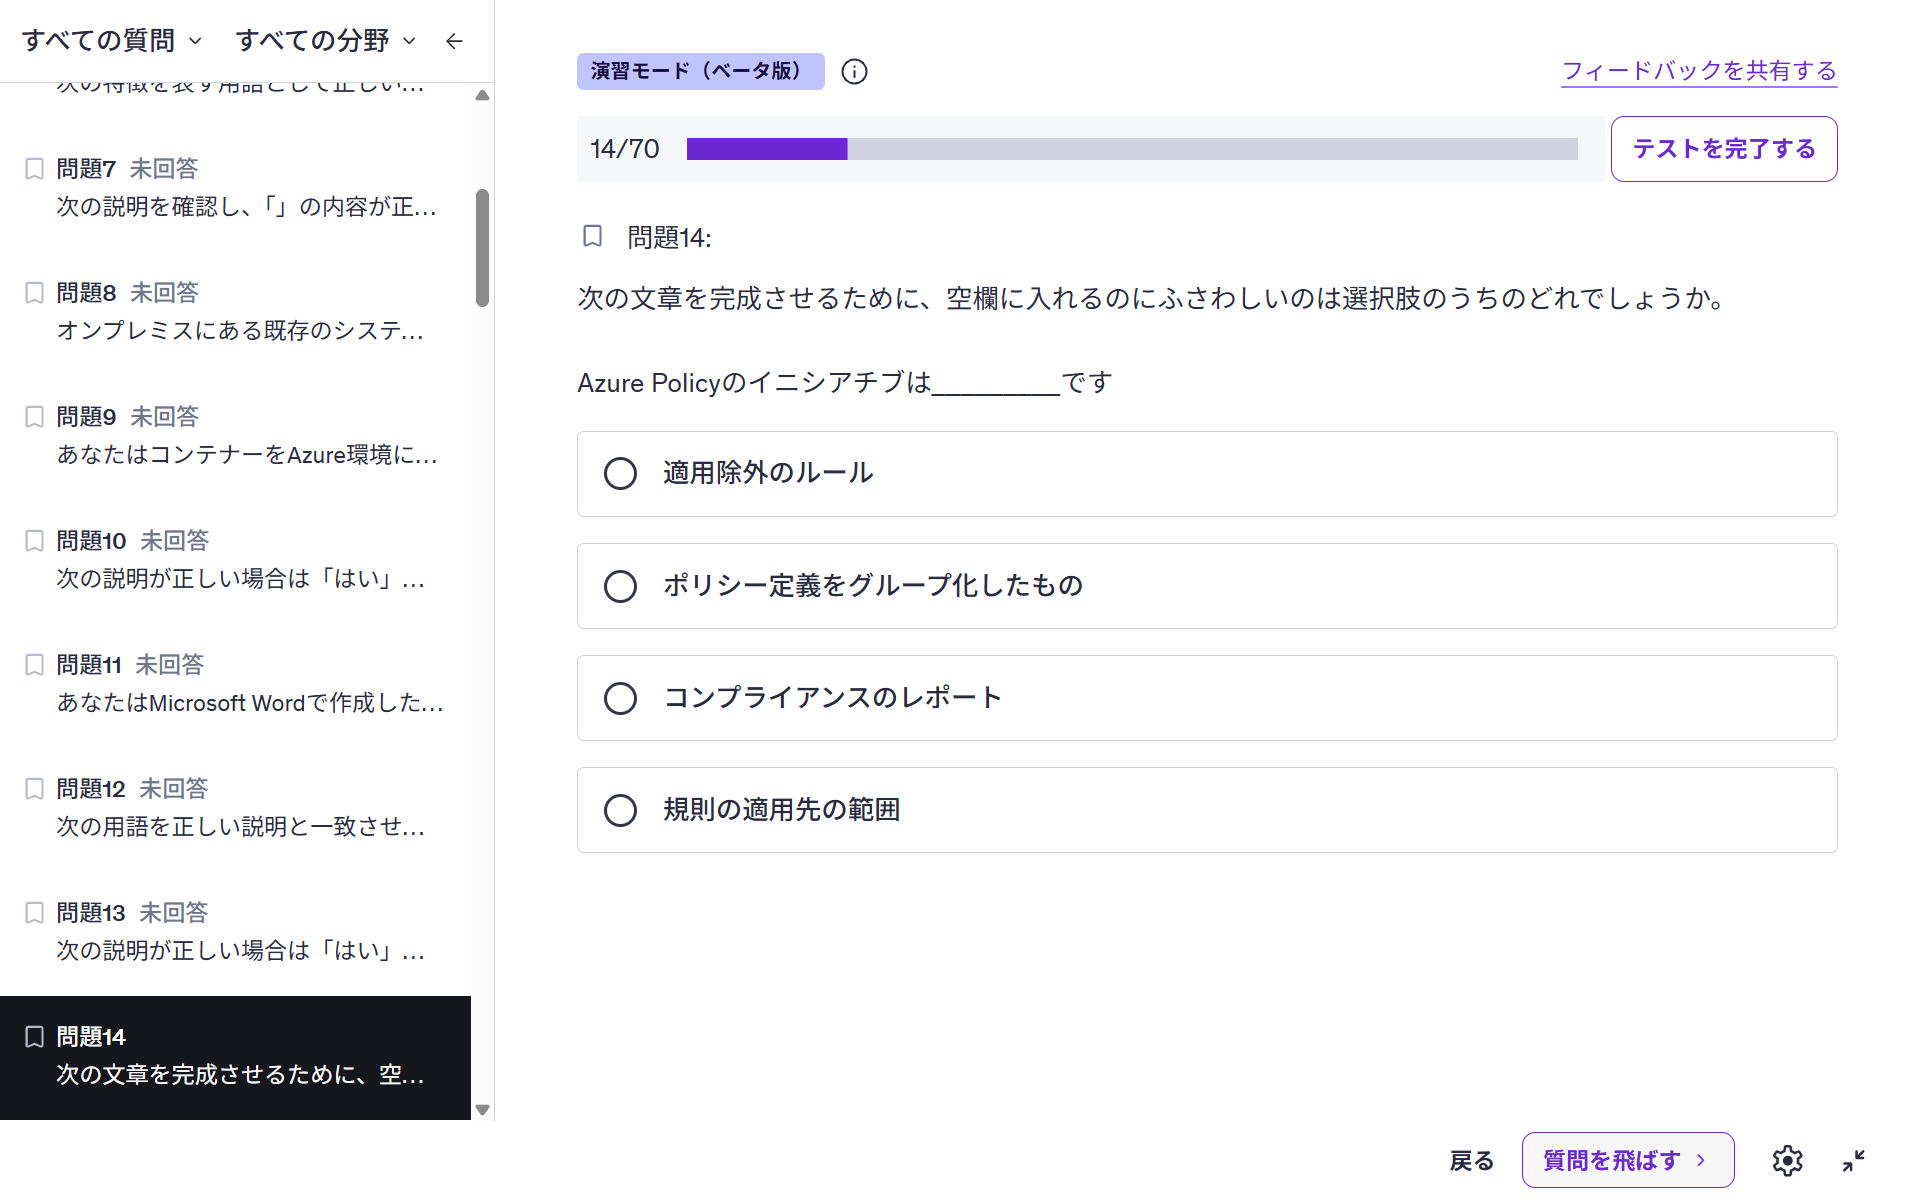 すべての質問 すべての分野
次の特徴を表す用語として正しい…
問題7 未回答
次の説明を確認し、「」の内容が正…
問題8 未回答
オンプレミスにある既存のシステ…
問題9 未回答
あなたはコンテナーをAzure環境に…
問題10 未回答
次の説明が正しい場合は「はい」…
問題11 未回答
あなたはMicrosoft Wordで作成した…
問題12 未回答
次の用語を正しい説明と一致させ…
問題13 未回答
次の説明が正しい場合は「はい」…
問題14
次の文章を完成させるために、空…
演習モード（ベータ版）
フィードバックを共有する
14/70
テストを完了する
問題14:
次の文章を完成させるために、空欄に入れるのにふさわしいのは選択肢のうちのどれでしょうか。
Azure Policyのイニシアチブは_________です
適用除外のルール
ポリシー定義をグループ化したもの
コンプライアンスのレポート
規則の適用先の範囲
戻る
質問を飛ばす